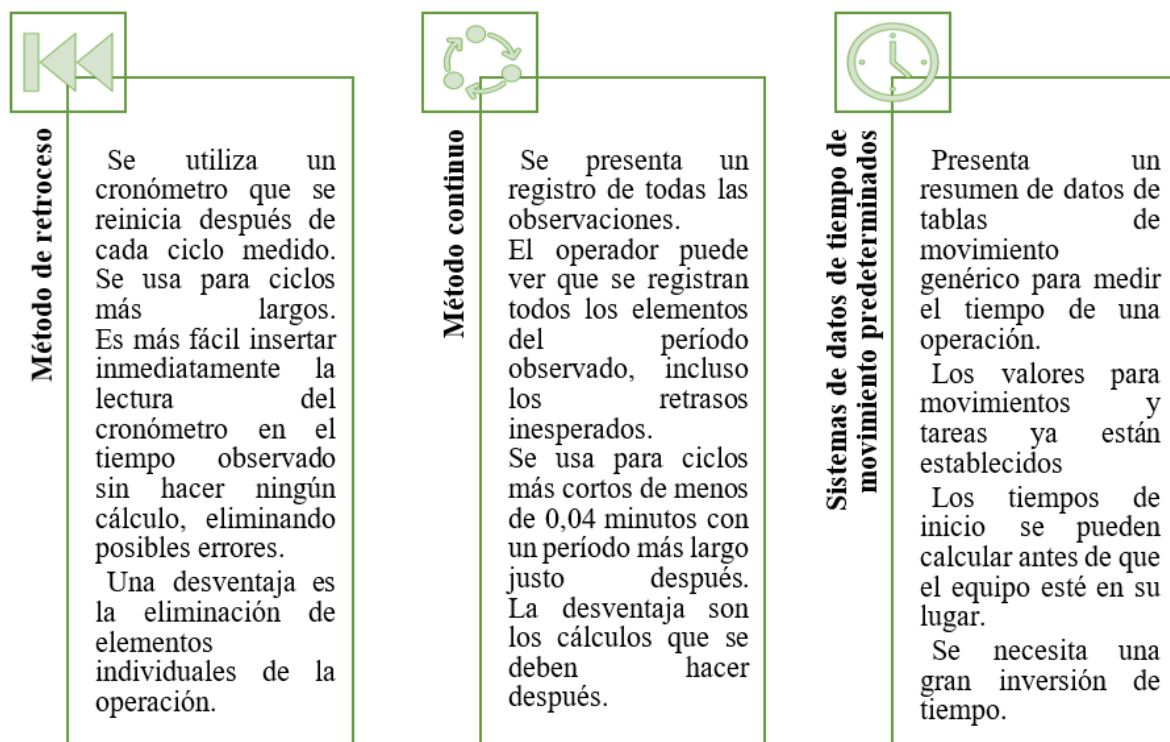 Método de retroceso
Se utiliza un
cronómetro que se
reinicia después de
cada ciclo medido.
Se usa para ciclos
más largos.
Es más fácil insertar
inmediatamente la
lectura del
cronómetro en el
tiempo observado
sin hacer ningún
cálculo, eliminando
posibles errores.
Una desventaja es
la eliminación de
elementos
individuales de la
operación.
Método continuo
Se presenta un
registro de todas las
observaciones.
El operador puede
ver que se registran
todos los elementos
del período
observado, incluso
los retrasos
inesperados.
Se usa para ciclos
más cortos de menos
de 0,04 minutos con
un período más largo
justo después.
La desventaja son
los cálculos que se
deben hacer
después.
Sistemas de datos de tiempo de
movimiento predeterminados
Presenta un
resumen de datos de
tablas de
movimiento
genérico para medir
el tiempo de una
operación.
Los valores para
movimientos y
tareas ya están
establecidos
Los tiempos de
inicio se pueden
calcular antes de que
el equipo esté en su
lugar.
Se necesita una
gran inversión de
tiempo.